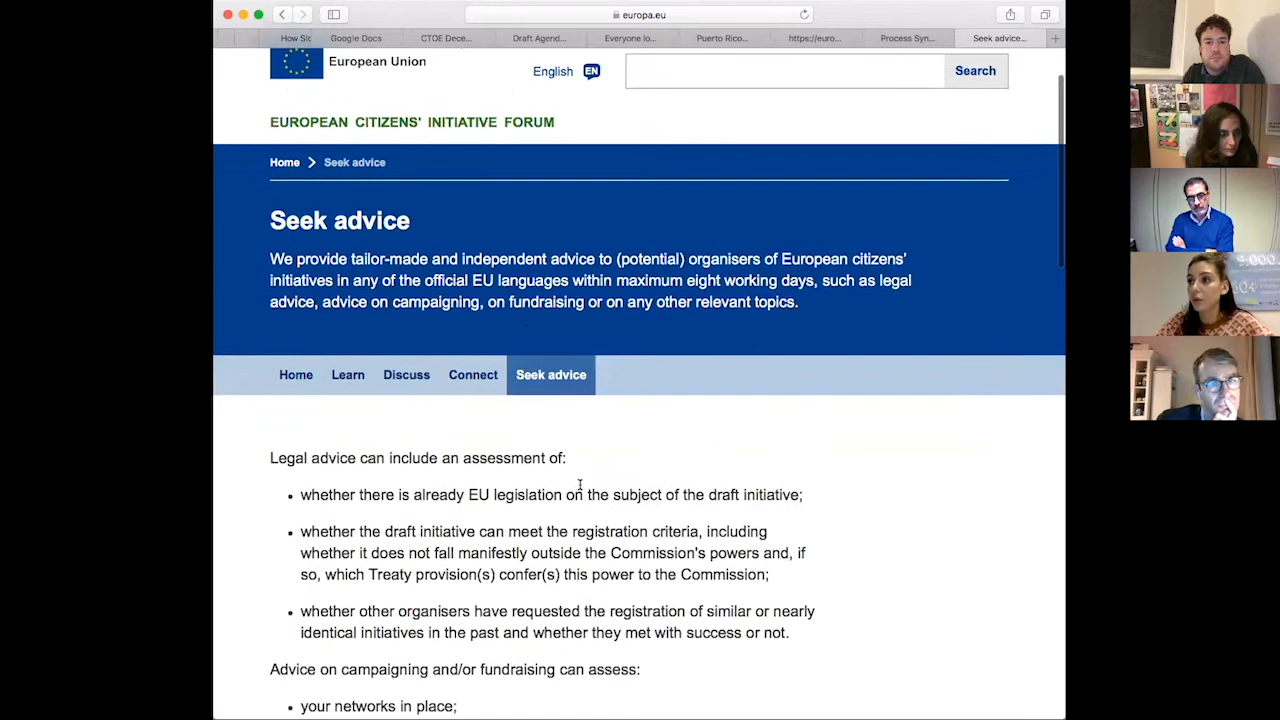 europa.eu
How Slo
Google Docs
CTOE Dece...
Draft Agend...
Everyone lo...
Puerto Rico...
https://euro...
Process Syn...
Seek advice...
European Union
English EN
Search
EUROPEAN CITIZENS' INITIATIVE FORUM
Home > Seek advice
Seek advice
We provide tailor-made and independent advice to (potential) organisers of European citizens'
initiatives in any of the official EU languages within maximum eight working days, such as legal
advice, advice on campaigning, on fundraising or on any other relevant topics.
Home Learn Discuss Connect Seek advice
Legal advice can include an assessment of:
• whether there is already EU legislation on the subject of the draft initiative;
• whether the draft initiative can meet the registration criteria, including
whether it does not fall manifestly outside the Commission's powers and, if
so, which Treaty provision(s) confer(s) this power to the Commission;
• whether other organisers have requested the registration of similar or nearly
identical initiatives in the past and whether they met with success or not.
Advice on campaigning and/or fundraising can assess:
• your networks in place;